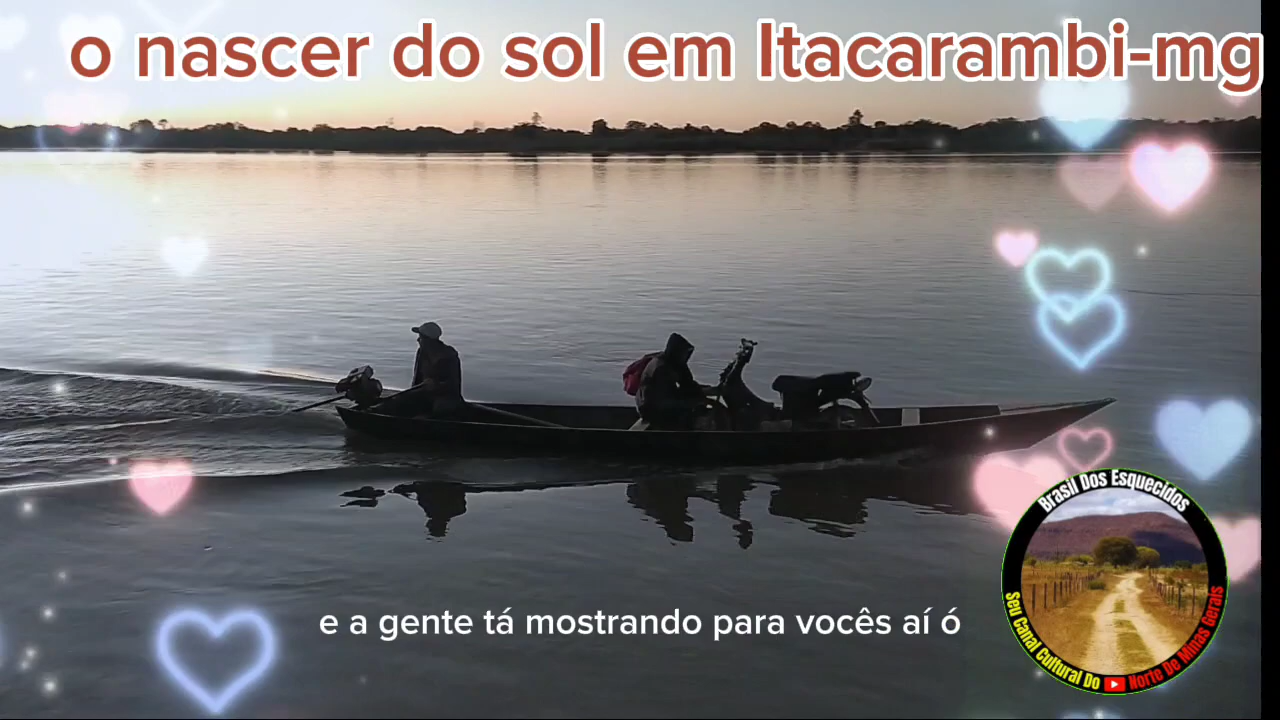 o nascer do sol em Itacarambi-mg
Brasil Dos Esquecidos
e a gente tá mostrando para vocês aí ó
Seu Canal Cultural Do Norte De Minas Gerais